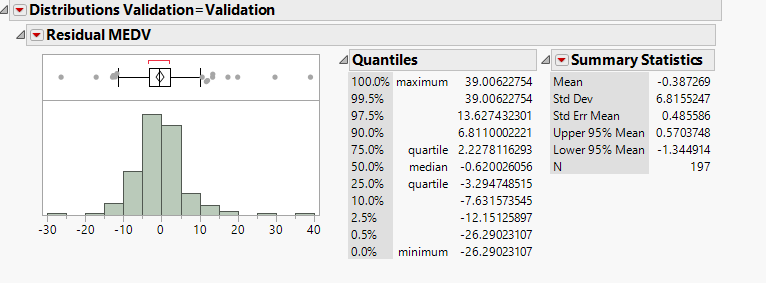 Distributions Validation=Validation
Residual MEDV
-30 -20 -10 0 10 20 30 40
Quantiles
100.0% maximum 39.00622754
99.5% 39.00622754
97.5% 13.627432301
90.0% 6.8110002221
75.0% quartile 2.2278116293
50.0% median -0.620026056
25.0% quartile -3.294748515
10.0% -7.631573545
2.5% -12.15125897
0.5% -26.29023107
0.0% minimum -26.29023107
Summary Statistics
Mean -0.387269
Std Dev 6.8155247
Std Err Mean 0.485586
Upper 95% Mean 0.5703748
Lower 95% Mean -1.344914
N 197